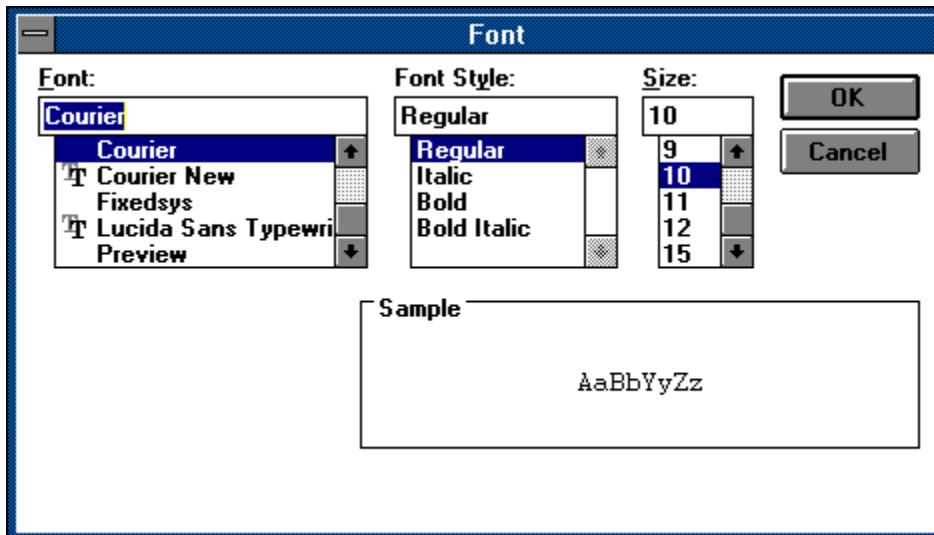 Font
Font: Font Style: Size:
Courier Regular 10 OK
Courier Regular 9 Cancel
Courier New Italic 10
Fixedsys Bold 11
Lucida Sans Typewri Bold Italic 12
Preview 15
Sample
AaBbYyZz